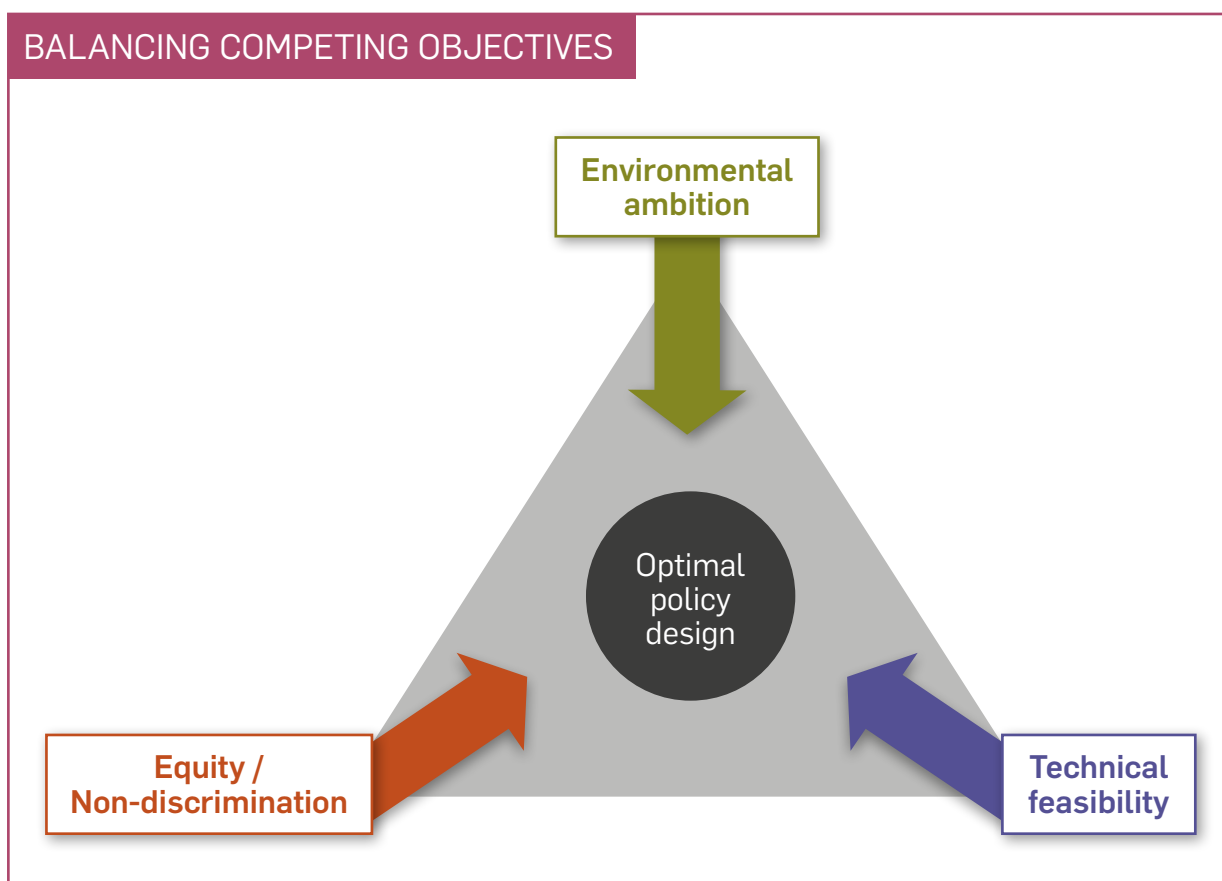 BALANCING COMPETING OBJECTIVES
Environmental
ambition
Optimal
policy
design
Equity /
Non-discrimination
Technical
feasibility